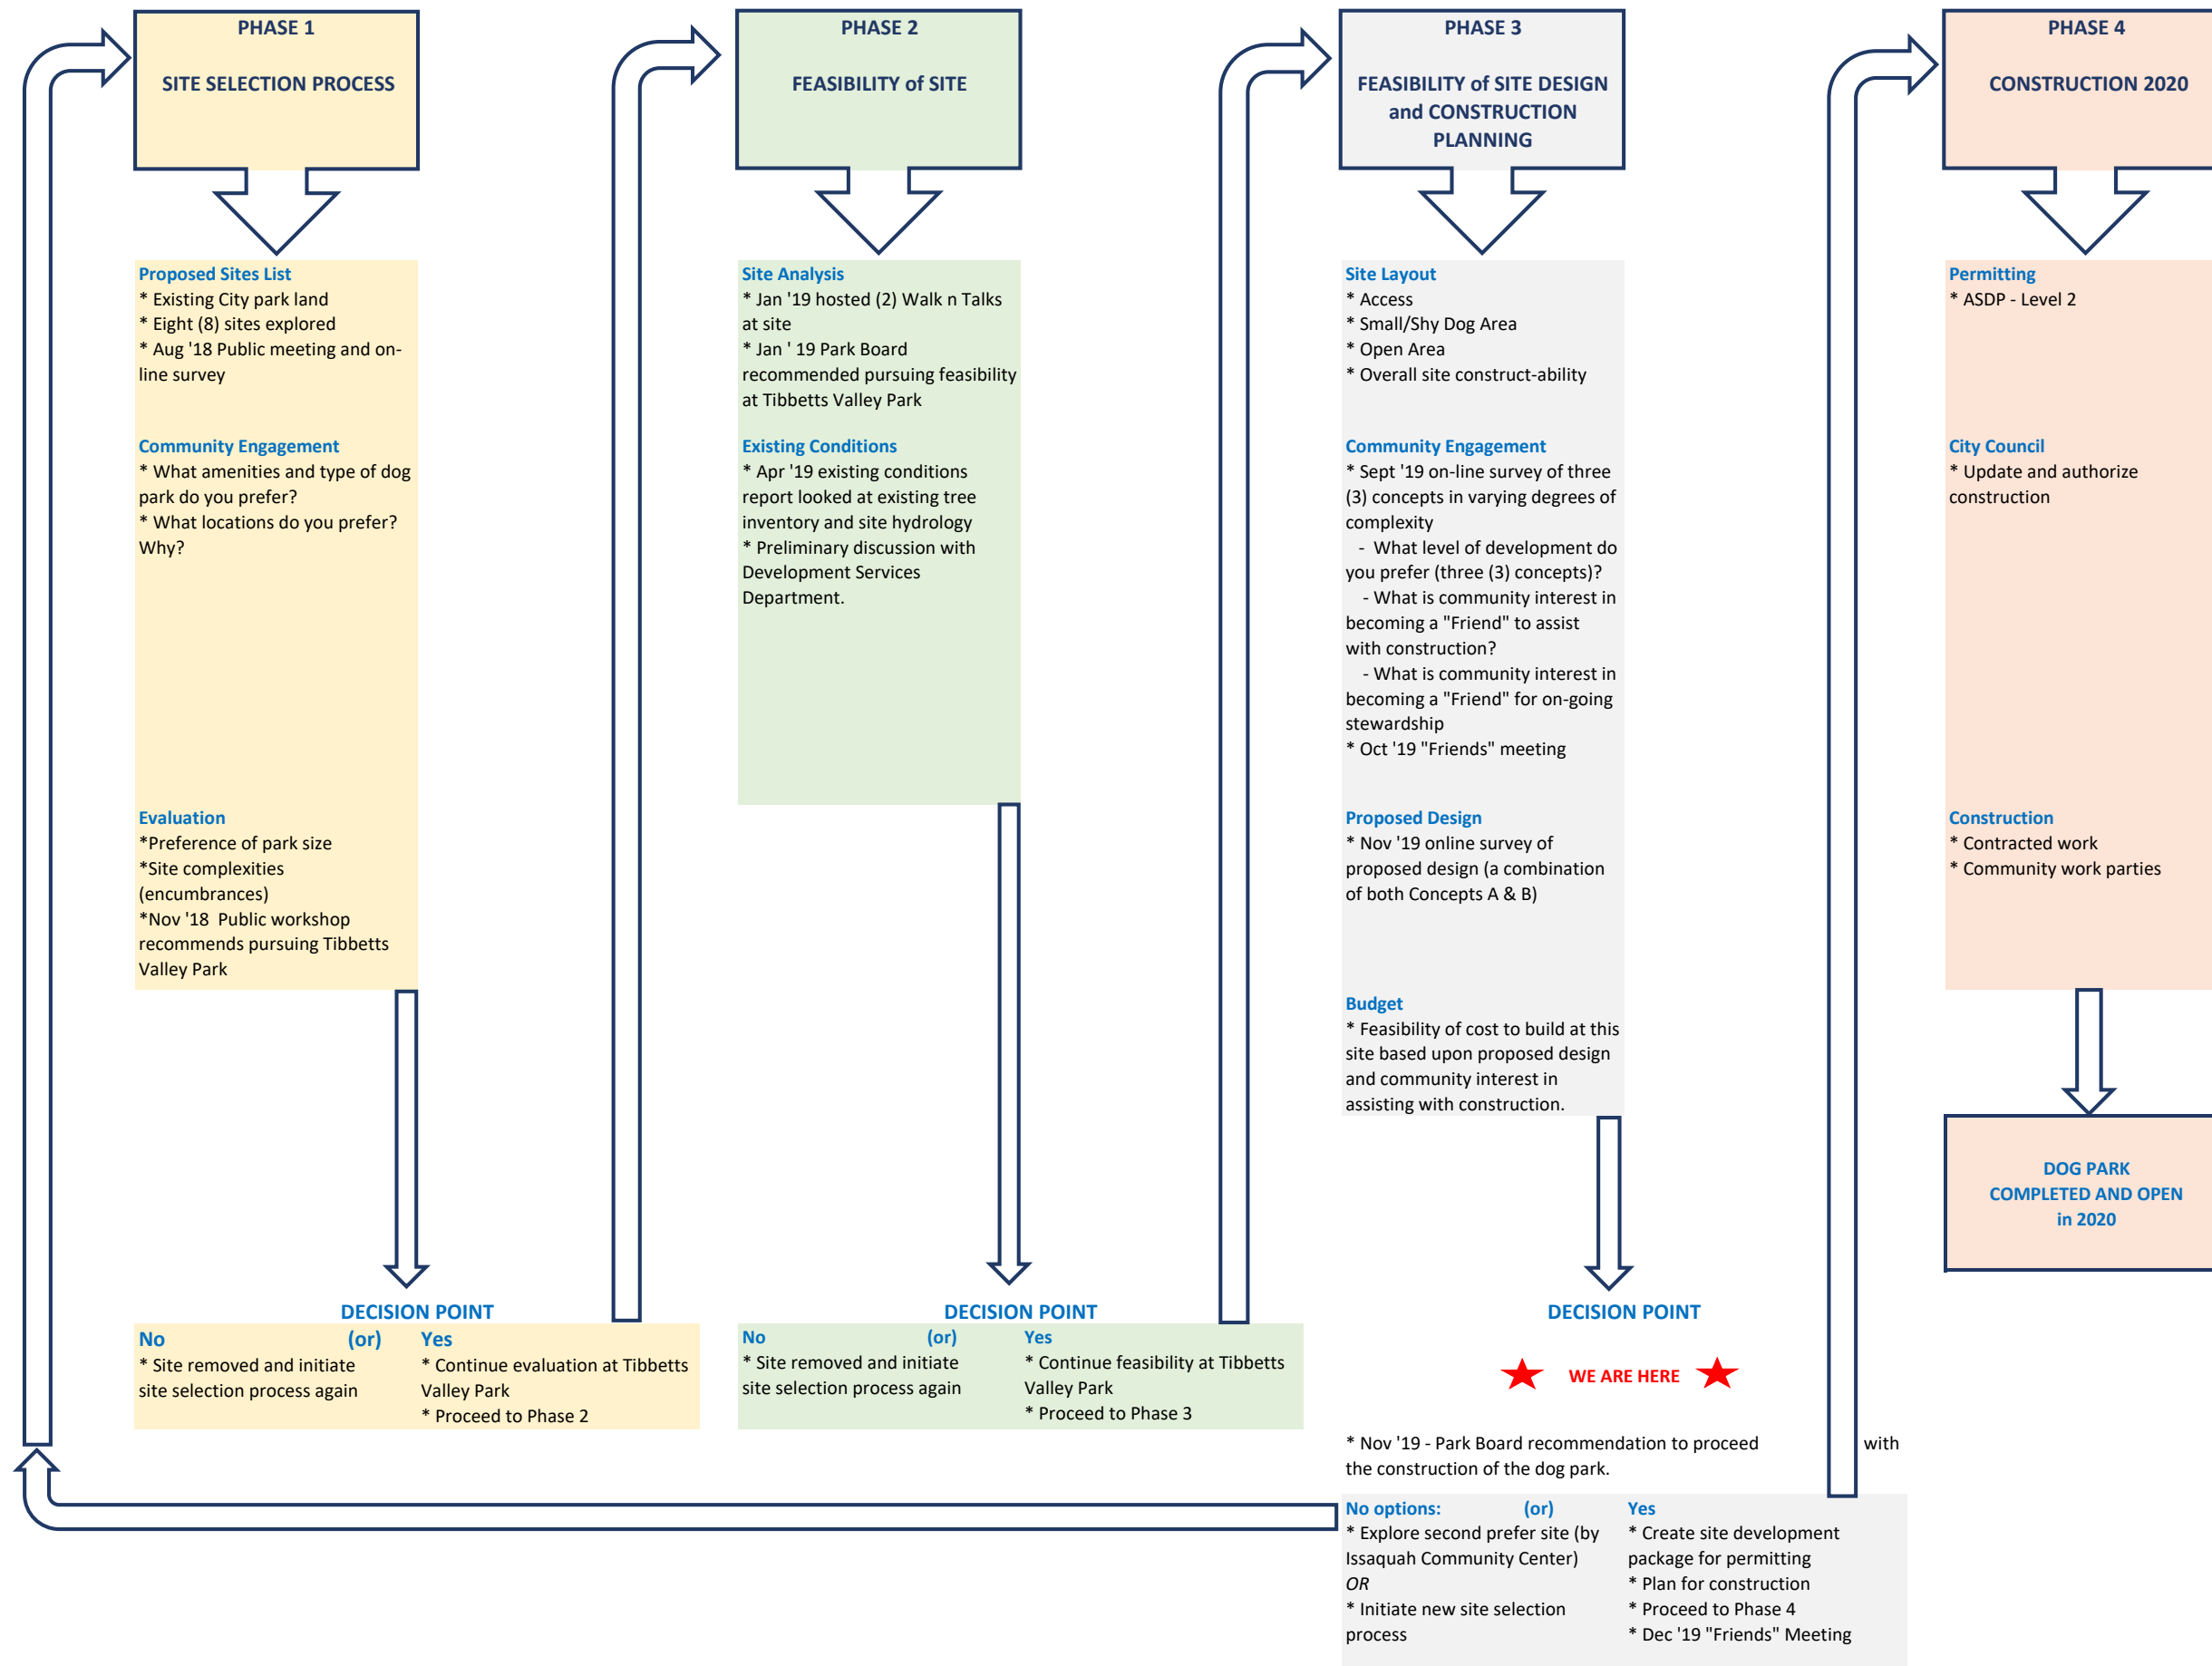 PHASE 1
SITE SELECTION PROCESS
Proposed Sites List
* Existing City park land
* Eight (8) sites explored
* Aug '18 Public meeting and on-
line survey
Community Engagement
* What amenities and type of dog
park do you prefer?
* What locations do you prefer?
Why?
Evaluation
*Preference of park size
*Site complexities
(encumbrances)
*Nov '18  Public workshop
recommends pursuing Tibbetts
Valley Park
DECISION POINT
No (or) Yes
* Site removed and initiate
site selection process again
* Continue evaluation at Tibbetts
Valley Park
* Proceed to Phase 2
PHASE 2
FEASIBILITY of SITE
Site Analysis
* Jan '19 hosted (2) Walk n Talks
at site
* Jan ' 19 Park Board
recommended pursuing feasibility
at Tibbetts Valley Park
Existing Conditions
* Apr '19 existing conditions
report looked at existing tree
inventory and site hydrology
* Preliminary discussion with
Development Services
Department.
DECISION POINT
No (or) Yes
* Site removed and initiate
site selection process again
* Continue feasibility at Tibbetts
Valley Park
* Proceed to Phase 3
PHASE 3
FEASIBILITY of SITE DESIGN
and CONSTRUCTION
PLANNING
Site Layout
* Access
* Small/Shy Dog Area
* Open Area
* Overall site construct-ability
Community Engagement
* Sept '19 on-line survey of three
(3) concepts in varying degrees of
complexity
- What level of development do
you prefer (three (3) concepts)?
- What is community interest in
becoming a "Friend" to assist
with construction?
- What is community interest in
becoming a "Friend" for on-going
stewardship
* Oct '19 "Friends" meeting
Proposed Design
* Nov '19 online survey of
proposed design (a combination
of both Concepts A & B)
Budget
* Feasibility of cost to build at this
site based upon proposed design
and community interest in
assisting with construction.
DECISION POINT
WE ARE HERE
* Nov '19 - Park Board recommendation to proceed with
the construction of the dog park.
No options: (or) Yes
* Explore second prefer site (by
Issaquah Community Center)
OR
* Initiate new site selection
process
* Create site development
package for permitting
* Plan for construction
* Proceed to Phase 4
* Dec '19 "Friends" Meeting
PHASE 4
CONSTRUCTION 2020
Permitting
* ASDP - Level 2
City Council
* Update and authorize
construction
Construction
* Contracted work
* Community work parties
DOG PARK
COMPLETED AND OPEN
in 2020